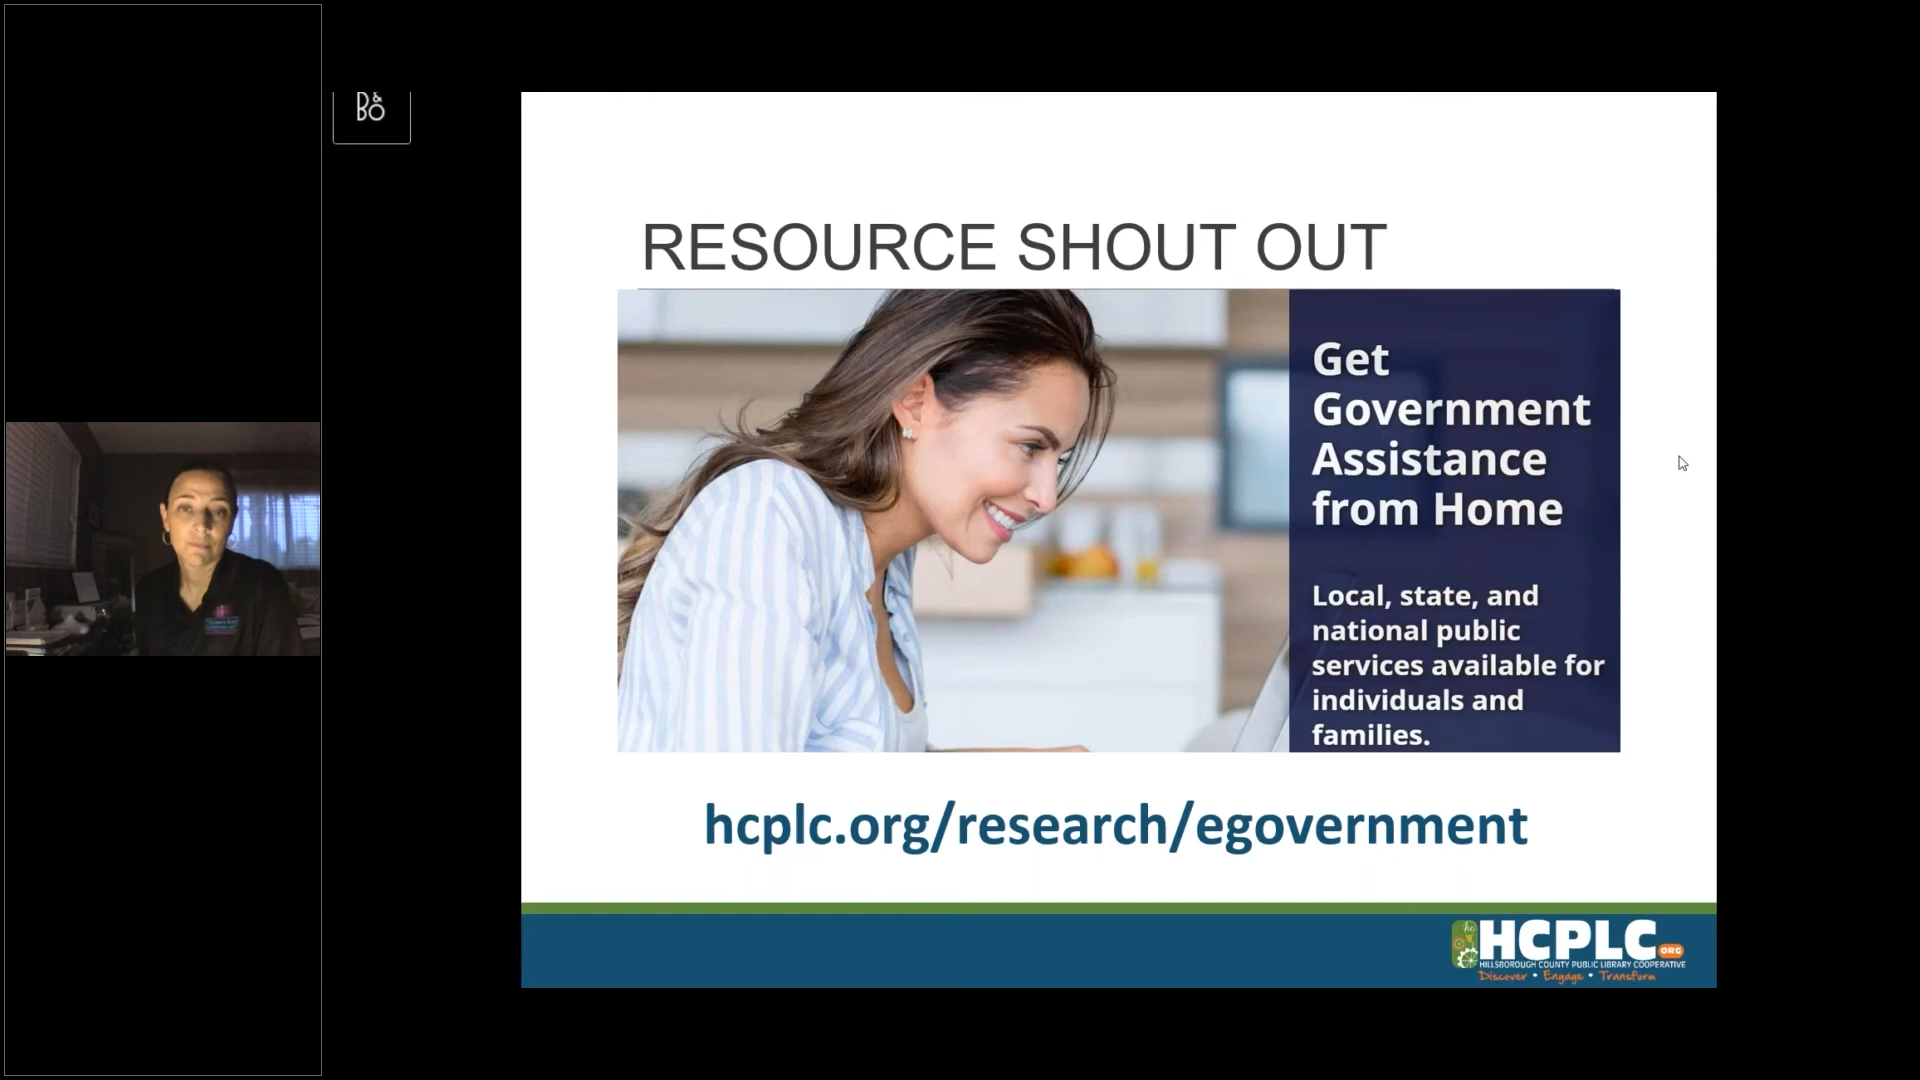 B&O
RESOURCE SHOUT OUT
Get
Government
Assistance
from Home
Local, state, and
national public
services available for
individuals and
families.
hcplc.org/research/egovernment
hc
HCPLC.ORG
HILLSBOROUGH COUNTY PUBLIC LIBRARY COOPERATIVE
Discover • Engage • Transform